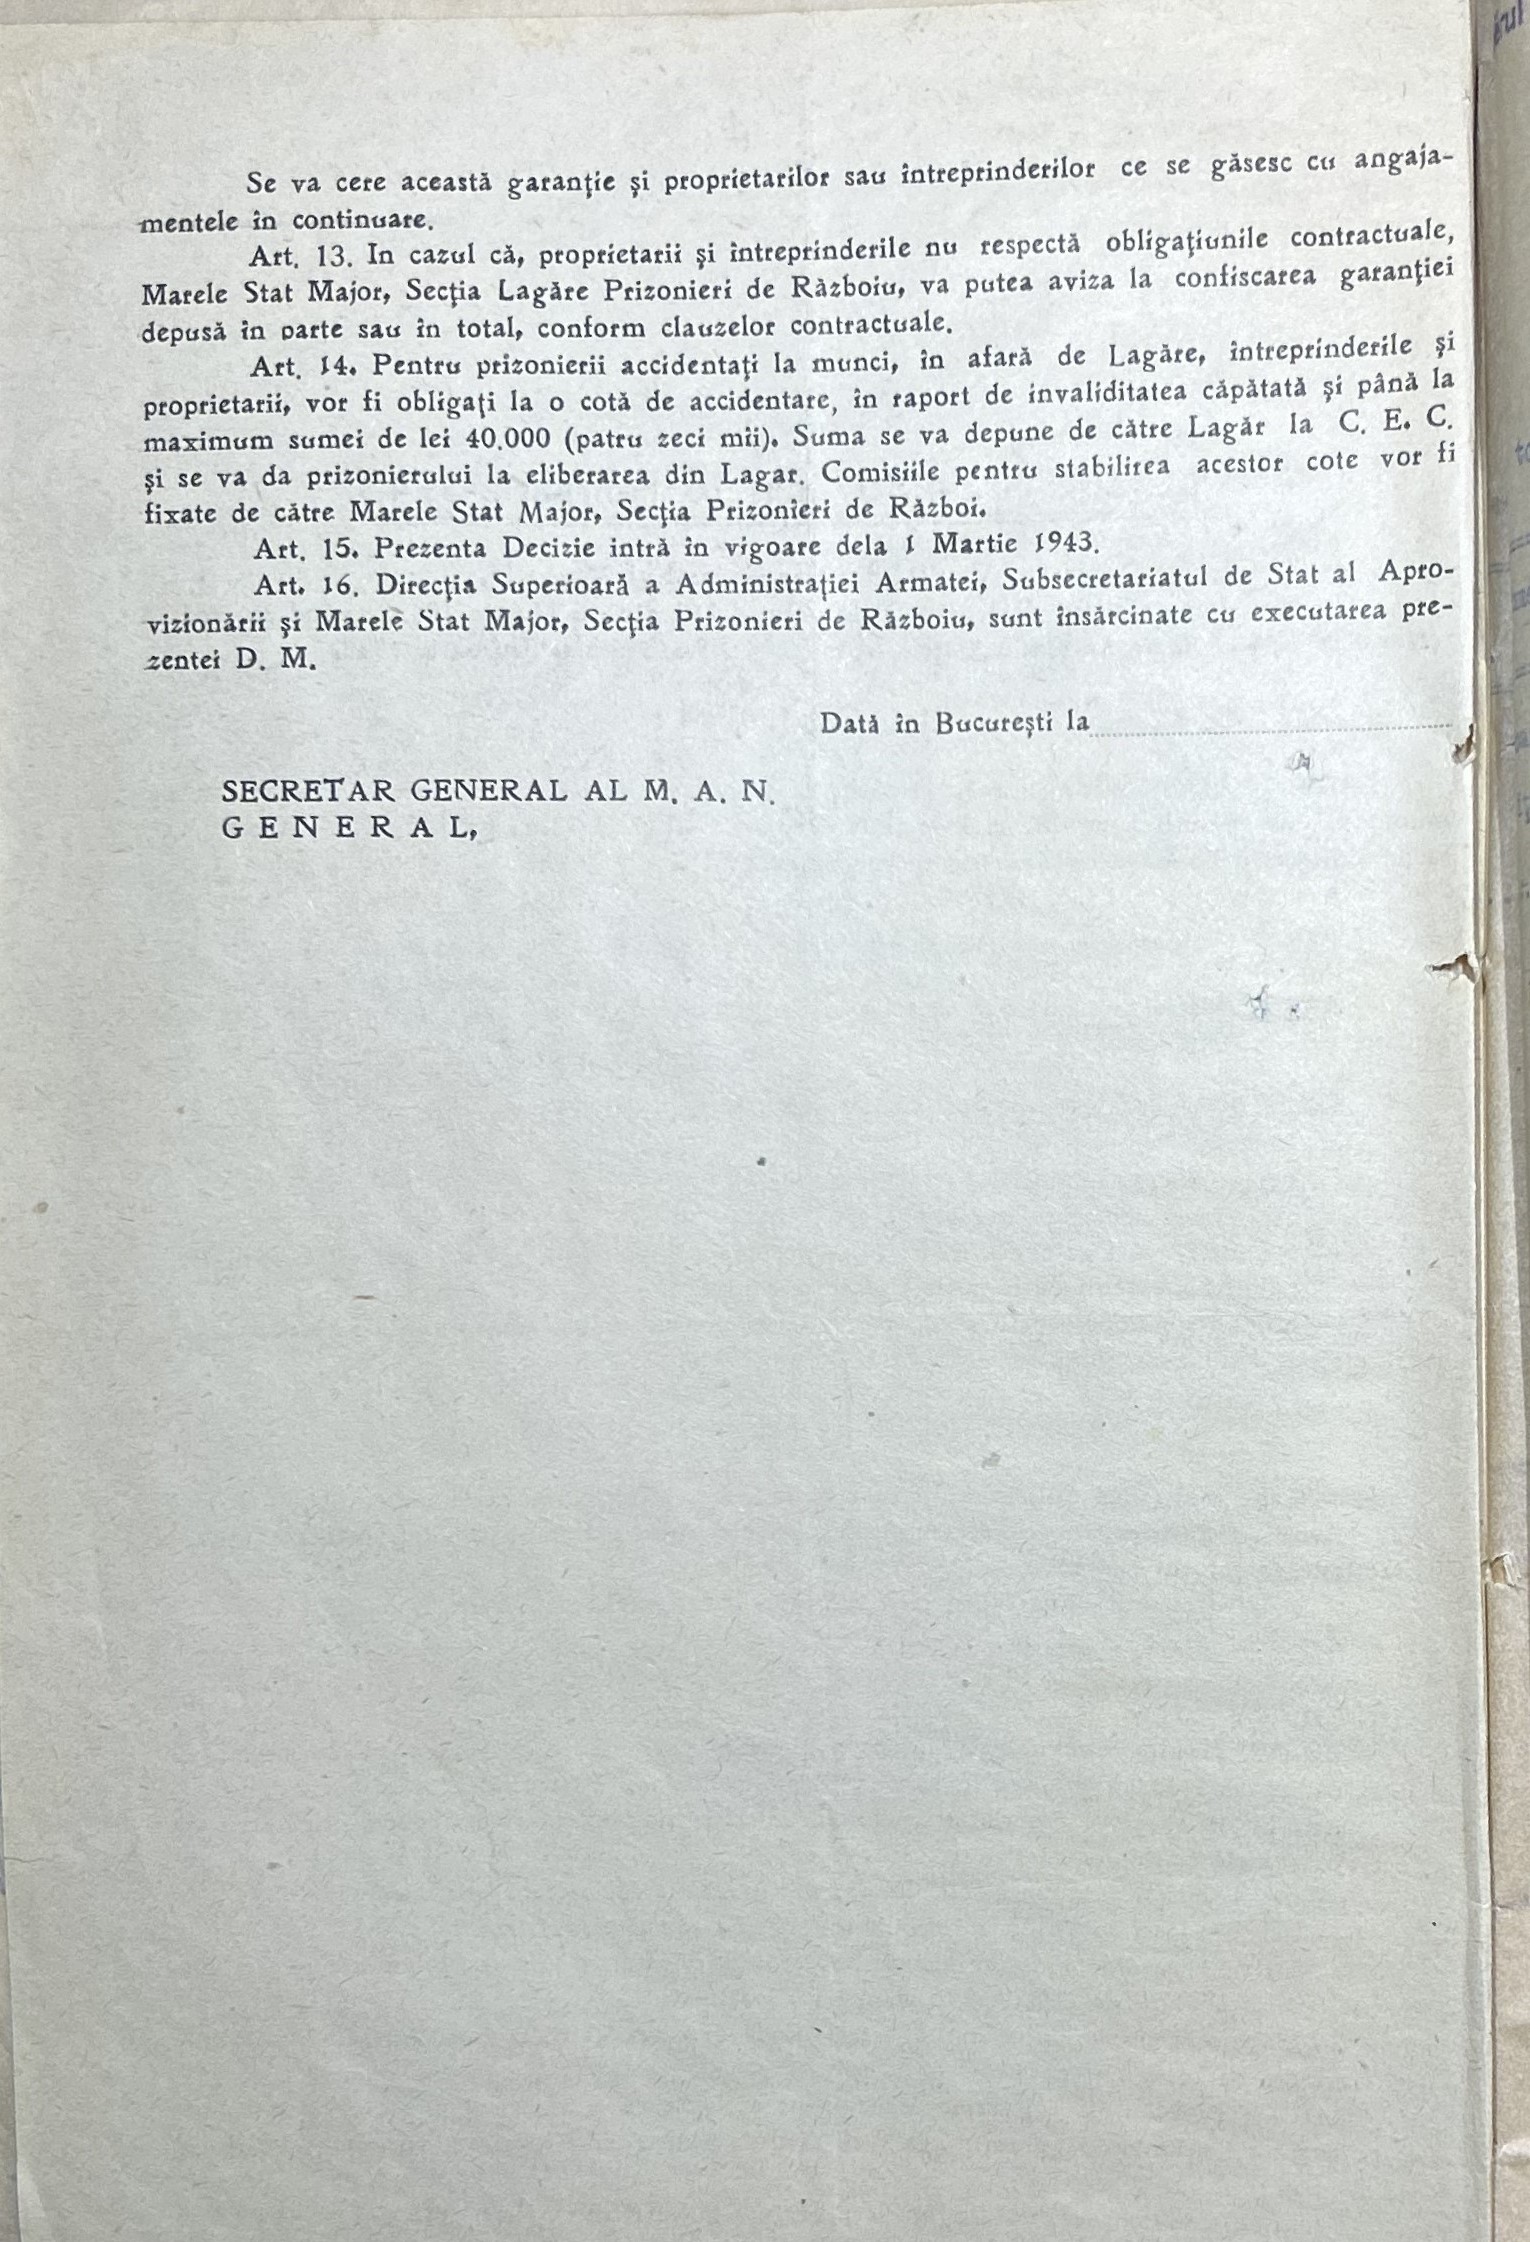 Se va cere această garanţie şi proprietarilor sau întreprinderilor ce se găsesc cu angaja-
mentele în continuare.
Art. 13. In cazul că, proprietarii şi întreprinderile nu respectă obligaţiunile contractuale,
Marele Stat Major, Secţia Lagăre Prizonieri de Războiu, va putea aviza la confiscarea garanţiei
depusă în parte sau în total, conform clauzelor contractuale.
Art. 14. Pentru prizonierii accidentaţi la munci, în afară de Lagăre, întreprinderile şi
proprietarii, vor fi obligaţi la o cotă de accidentare, în raport de invaliditatea căpătată şi până la
maximum sumei de lei 40.000 (patru zeci mii). Suma se va depune de către Lagăr la C. E. C.
şi se va da prizonierului la eliberarea din Lagar. Comisiile pentru stabilirea acestor cote vor fi
fixate de către Marele Stat Major, Secţia Prizonieri de Război.
Art. 15. Prezenta Decizie intră în vigoare dela 1 Martie 1943.
Art. 16. Direcţia Superioară a Administraţiei Armatei, Subsecretariatul de Stat al Apro-
vizionării şi Marele Stat Major, Secţia Prizonieri de Războiu, sunt însărcinate cu executarea pre-
zentei D. M.
Dată în Bucureşti la
SECRETAR GENERAL AL M. A. N.
GENERAL,